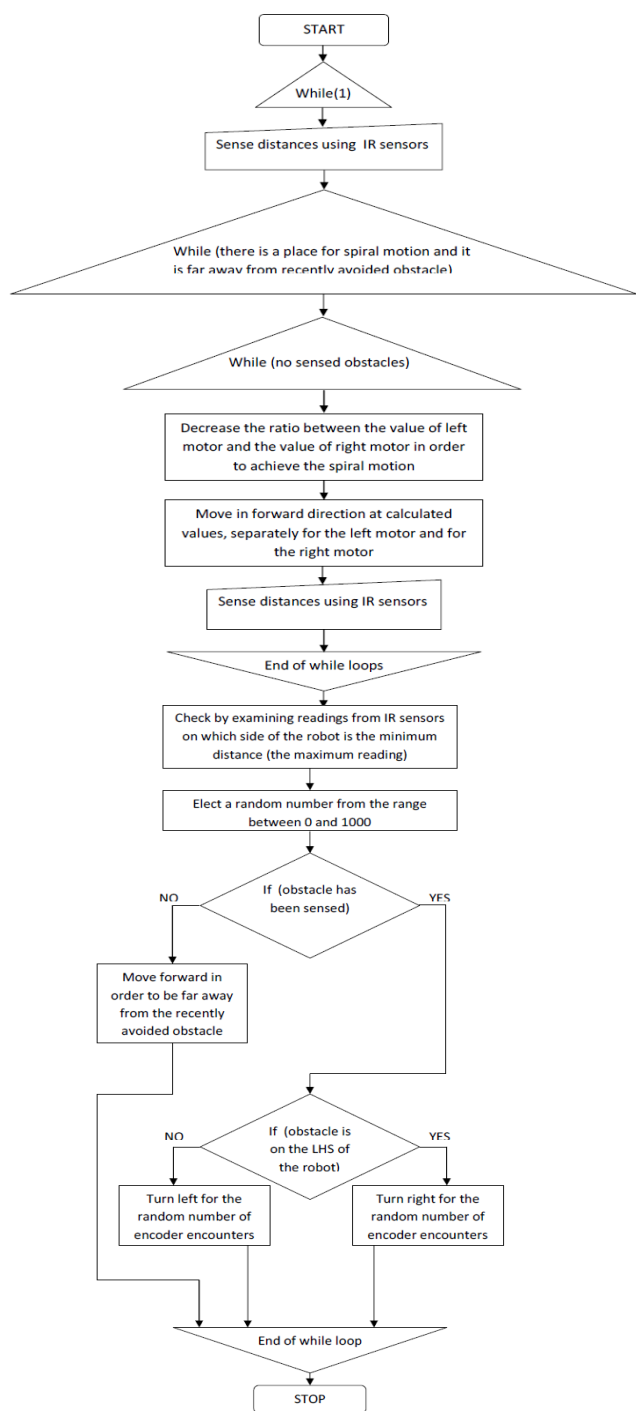 START
While(1)
Sense distances using IR sensors
While (there is a place for spiral motion and it
is far away from recently avoided obstacle)
While (no sensed obstacles)
Decrease the ratio between the value of left
motor and the value of right motor in order
to achieve the spiral motion
Move in forward direction at calculated
values, separately for the left motor and for
the right motor
Sense distances using IR sensors
End of while loops
Check by examining readings from IR sensors
on which side of the robot is the minimum
distance (the maximum reading)
Elect a random number from the range
between 0 and 1000
If (obstacle has
been sensed)
NO
YES
Move forward in
order to be far away
from the recently
avoided obstacle
If (obstacle is
on the LHS of
the robot)
NO
YES
Turn left for the
random number of
encoder encounters
Turn right for the
random number of
encoder encounters
End of while loop
STOP